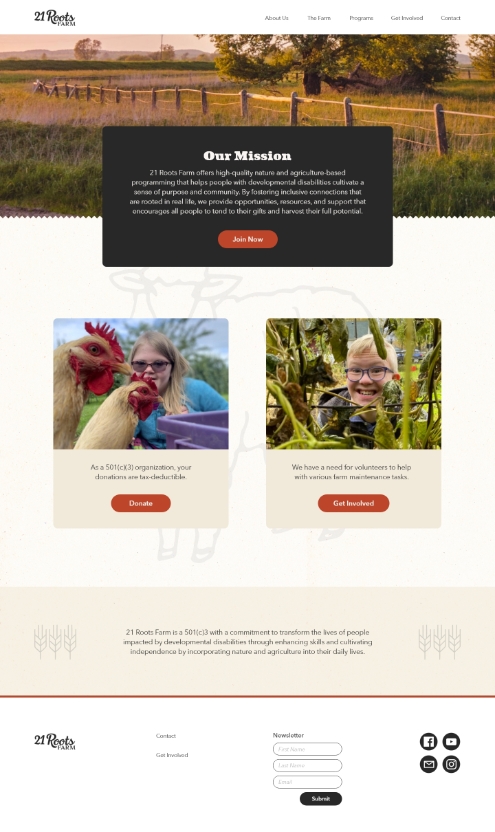 21 Roots
FARM
About Us The Farm Programs Get Involved Contact
Our Mission
21 Roots Farm offers high-quality nature and agriculture-based
programming that helps people with developmental disabilities cultivate a
sense of purpose and community. By fostering inclusive connections that
are rooted in real life, we provide opportunities, resources, and support that
encourages all people to tend to their gifts and harvest their full potential.
Join Now
As a 501(c)(3) organization, your
donations are tax-deductible.
Donate
We have a need for volunteers to help
with various farm maintenance tasks.
Get Involved
21 Roots Farm is a 501(c)3 with a commitment to transform the lives of people
impacted by developmental disabilities through enhancing skills and cultivating
independence by incorporating nature and agriculture into their daily lives.
21 Roots
FARM
Contact
Get Involved
Newsletter
First Name
Last Name
Email
Submit